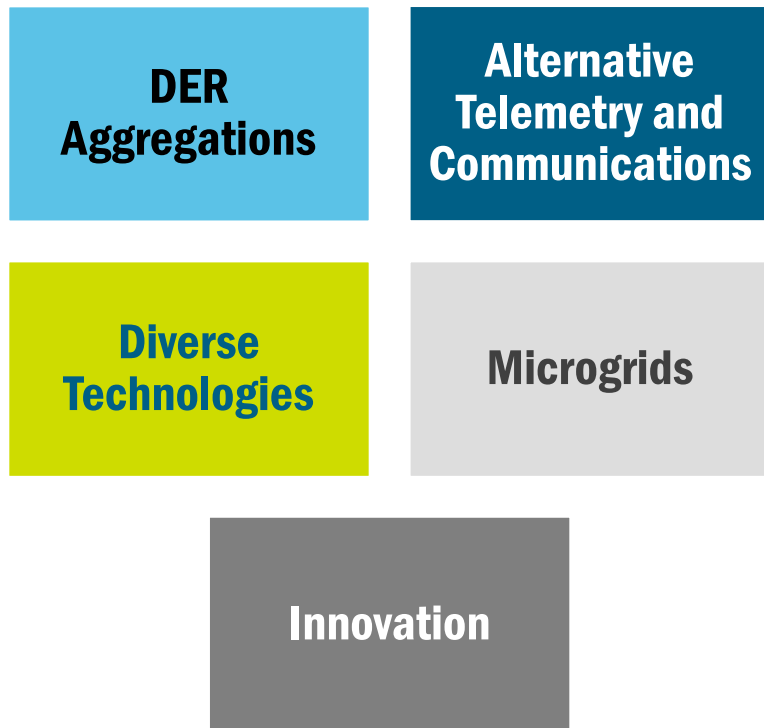 DER
Aggregations
Alternative
Telemetry and
Communications
Diverse
Technologies
Microgrids
Innovation